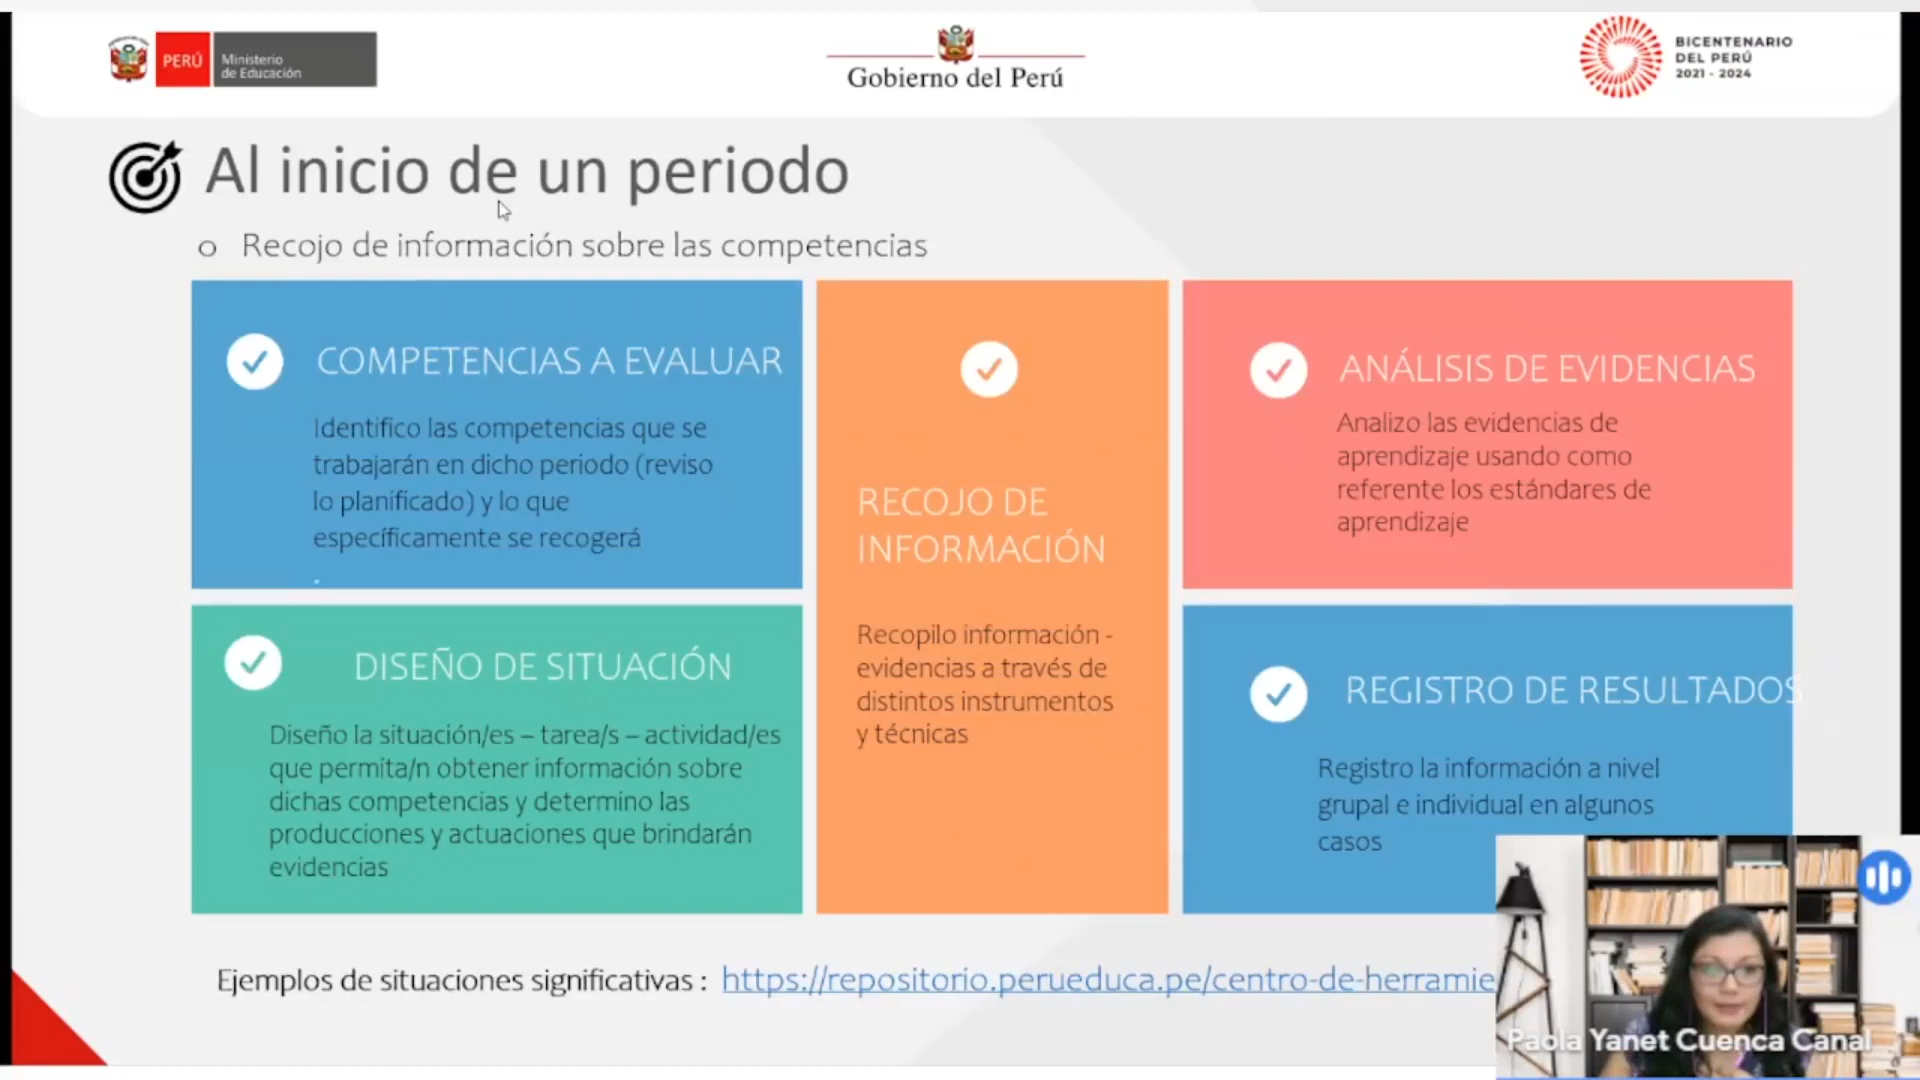 PERÚ
Ministerio
de Educación
Gobierno del Perú
BICENTENARIO
DEL PERÚ
2021 - 2024
Al inicio de un periodo
o Recojo de información sobre las competencias
COMPETENCIAS A EVALUAR
Identifico las competencias que se
trabajarán en dicho periodo (reviso
lo planificado) y lo que
específicamente se recogerá
.
DISEÑO DE SITUACIÓN
Diseño la situación/es – tarea/s – actividad/es
que permita/n obtener información sobre
dichas competencias y determino las
producciones y actuaciones que brindarán
evidencias
RECOJO DE
INFORMACIÓN
Recopilo información -
evidencias a través de
distintos instrumentos
y técnicas
ANÁLISIS DE EVIDENCIAS
Analizo las evidencias de
aprendizaje usando como
referente los estándares de
aprendizaje
REGISTRO DE RESULTADOS
Registro la información a nivel
grupal e individual en algunos
casos
Ejemplos de situaciones significativas : https://repositorio.perueduca.pe/centro-de-herramie
Paola Yanet Cuenca Canal